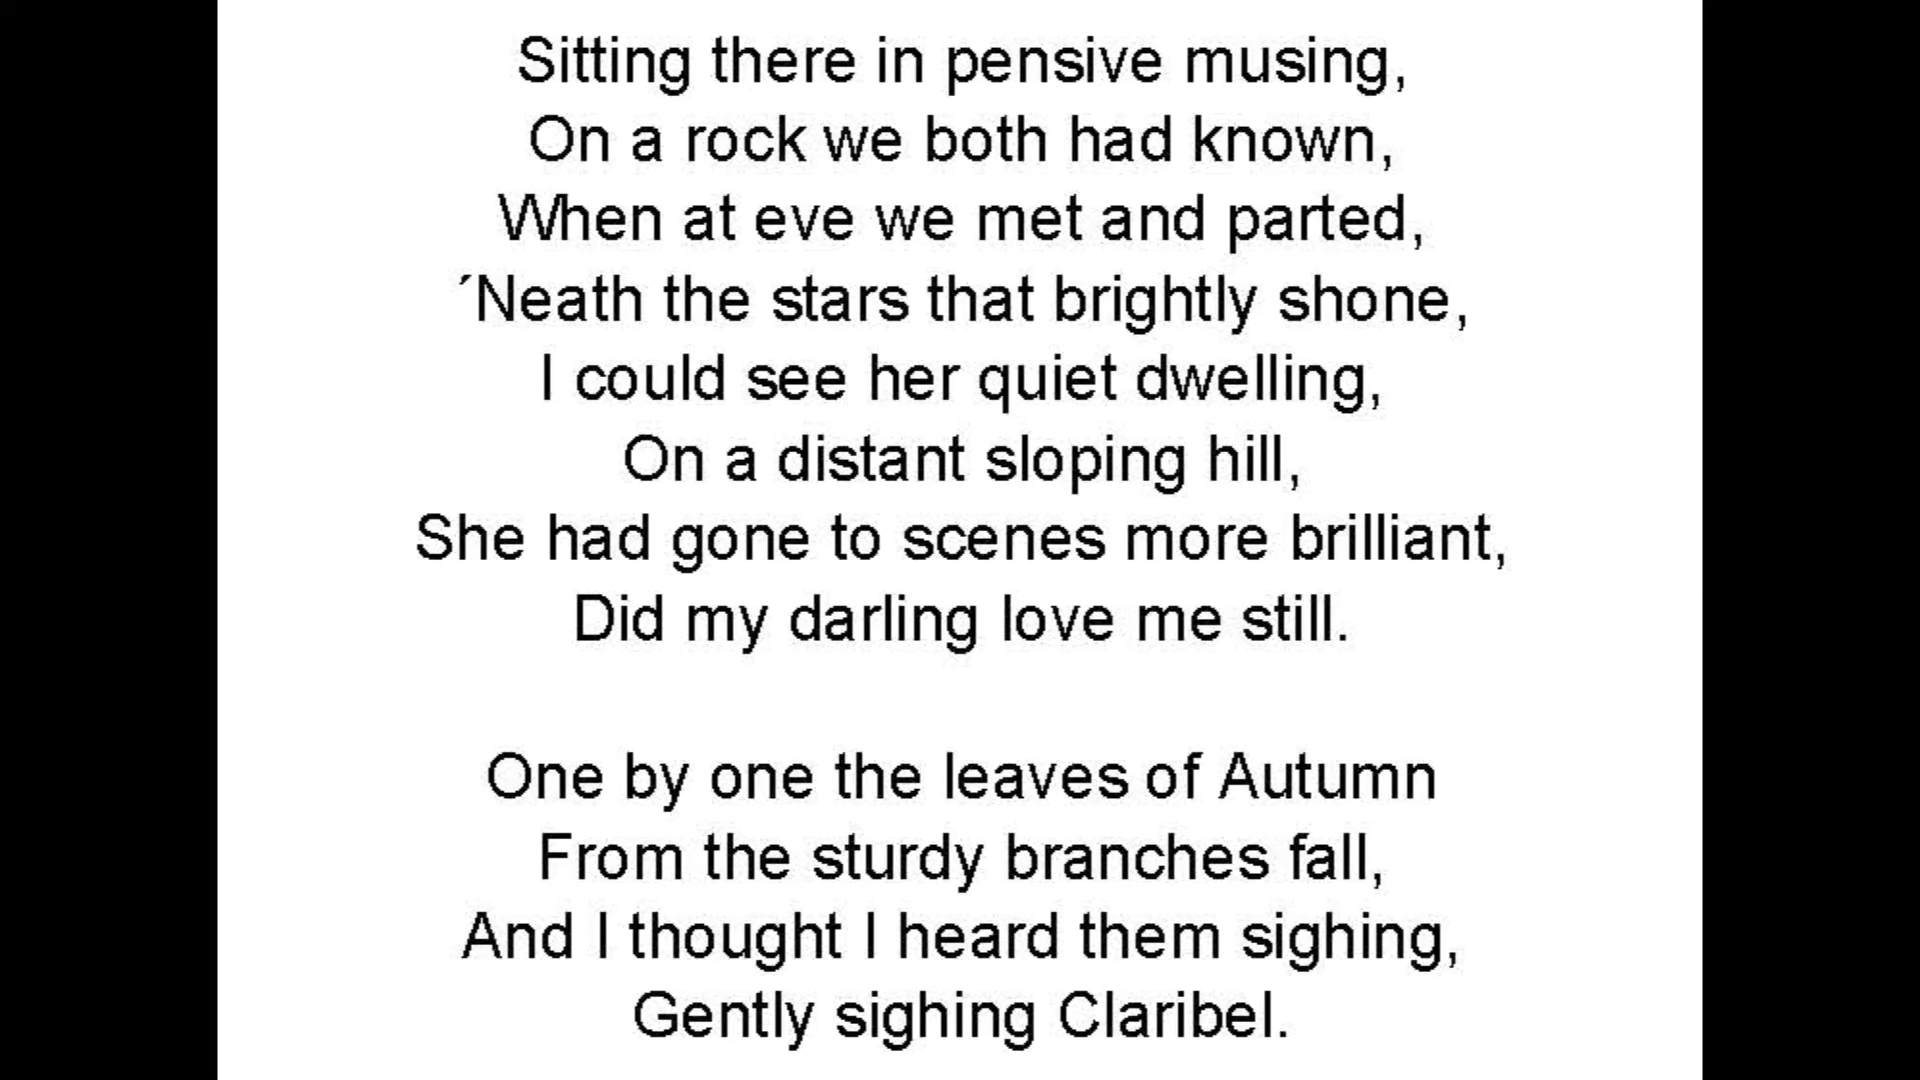 Sitting there in pensive musing,
On a rock we both had known,
When at eve we met and parted,
´Neath the stars that brightly shone,
I could see her quiet dwelling,
On a distant sloping hill,
She had gone to scenes more brilliant,
Did my darling love me still.

One by one the leaves of Autumn
From the sturdy branches fall,
And I thought I heard them sighing,
Gently sighing Claribel.